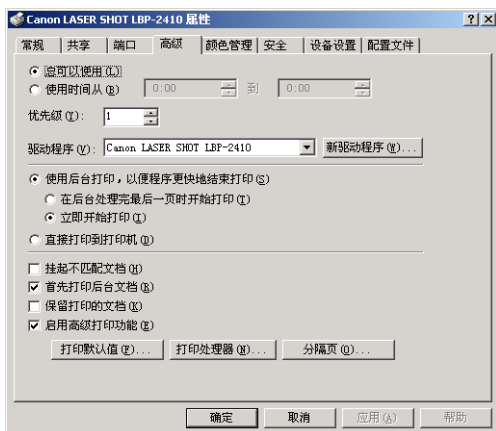 Canon LASER SHOT LBP-2410 属性
常规 共享 端口 高级 颜色管理 安全 设备设置 配置文件
总可以使用(L)
使用时间从(B) 0:00 到 0:00
优先级(Y): 1
驱动程序(V): Canon LASER SHOT LBP-2410 新驱动程序(W)...
使用后台打印，以便程序更快地结束打印(S)
在后台处理完最后一页时开始打印(T)
立即开始打印(I)
直接打印到打印机(D)
挂起不匹配文档(H)
首先打印后台文档(R)
保留打印的文档(K)
启用高级打印功能(E)
打印默认值(F)... 打印处理器(N)... 分隔页(O)...
确定 取消 应用(A) 帮助